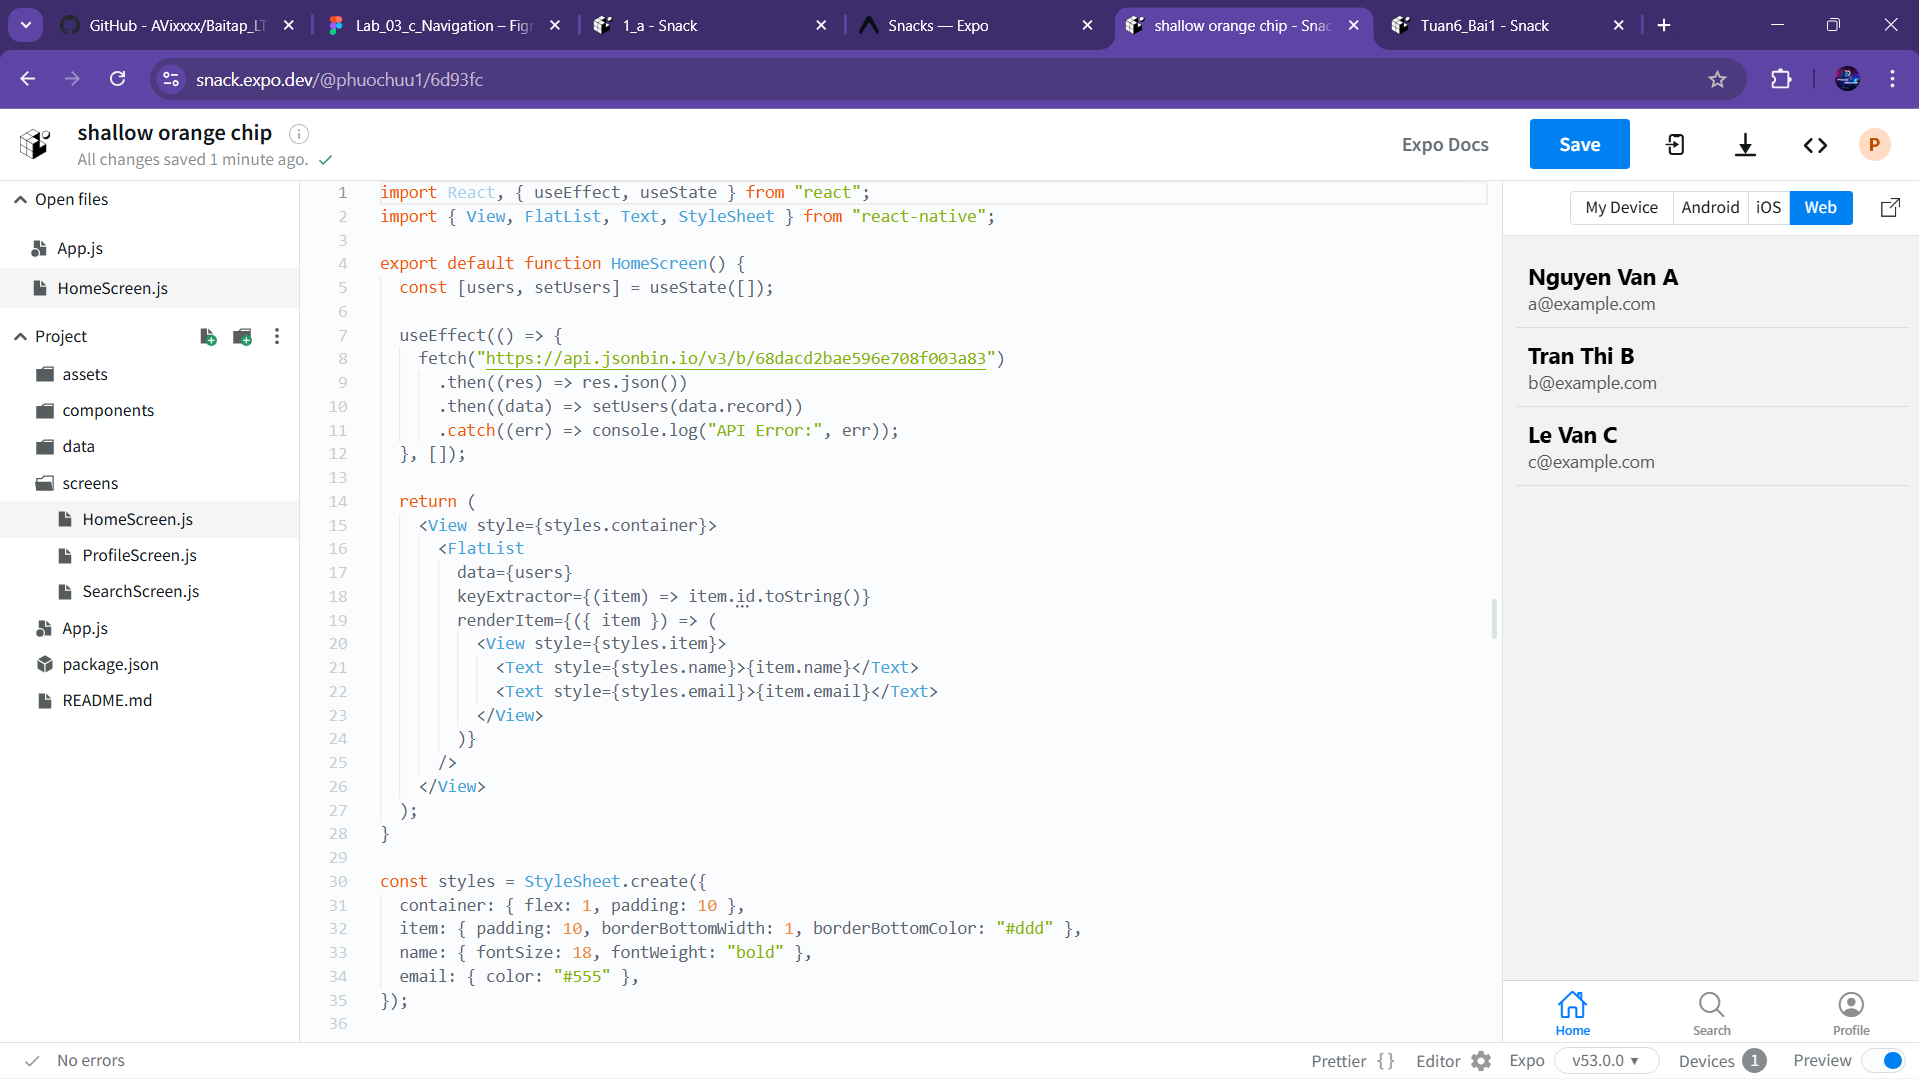 GitHub - AVixxxx/Baitap_LT
Lab_03_c_Navigation – Fig
1_a - Snack
Snacks — Expo
shallow orange chip - Snac
Tuan6_Bai1 - Snack
snack.expo.dev/@phuochuu1/6d93fc
shallow orange chip
All changes saved 1 minute ago.
Expo Docs
Save
P
Open files
App.js
HomeScreen.js
Project
assets
components
data
screens
HomeScreen.js
ProfileScreen.js
SearchScreen.js
App.js
package.json
README.md
1 import React, { useEffect, useState } from "react";
2 import { View, FlatList, Text, StyleSheet } from "react-native";
3
4 export default function HomeScreen() {
5 const [users, setUsers] = useState([]);
6
7 useEffect(() => {
8 fetch("https://api.jsonbin.io/v3/b/68dacd2bae596e708f003a83")
9 .then((res) => res.json())
10 .then((data) => setUsers(data.record))
11 .catch((err) => console.log("API Error:", err));
12 }, []);
13
14 return (
15 <View style={styles.container}>
16 <FlatList
17 data={users}
18 keyExtractor={(item) => item.id.toString()}
19 renderItem={({ item }) => (
20 <View style={styles.item}>
21 <Text style={styles.name}>{item.name}</Text>
22 <Text style={styles.email}>{item.email}</Text>
23 </View>
24 )}
25 />
26 </View>
27 );
28 }
29
30 const styles = StyleSheet.create({
31 container: { flex: 1, padding: 10 },
32 item: { padding: 10, borderBottomWidth: 1, borderBottomColor: "#ddd" },
33 name: { fontSize: 18, fontWeight: "bold" },
34 email: { color: "#555" },
35 });
36
My Device
Android
iOS
Web
Nguyen Van A
a@example.com
Tran Thi B
b@example.com
Le Van C
c@example.com
Home
Search
Profile
No errors
Prettier { }
Editor
Expo
v53.0.0
Devices 1
Preview